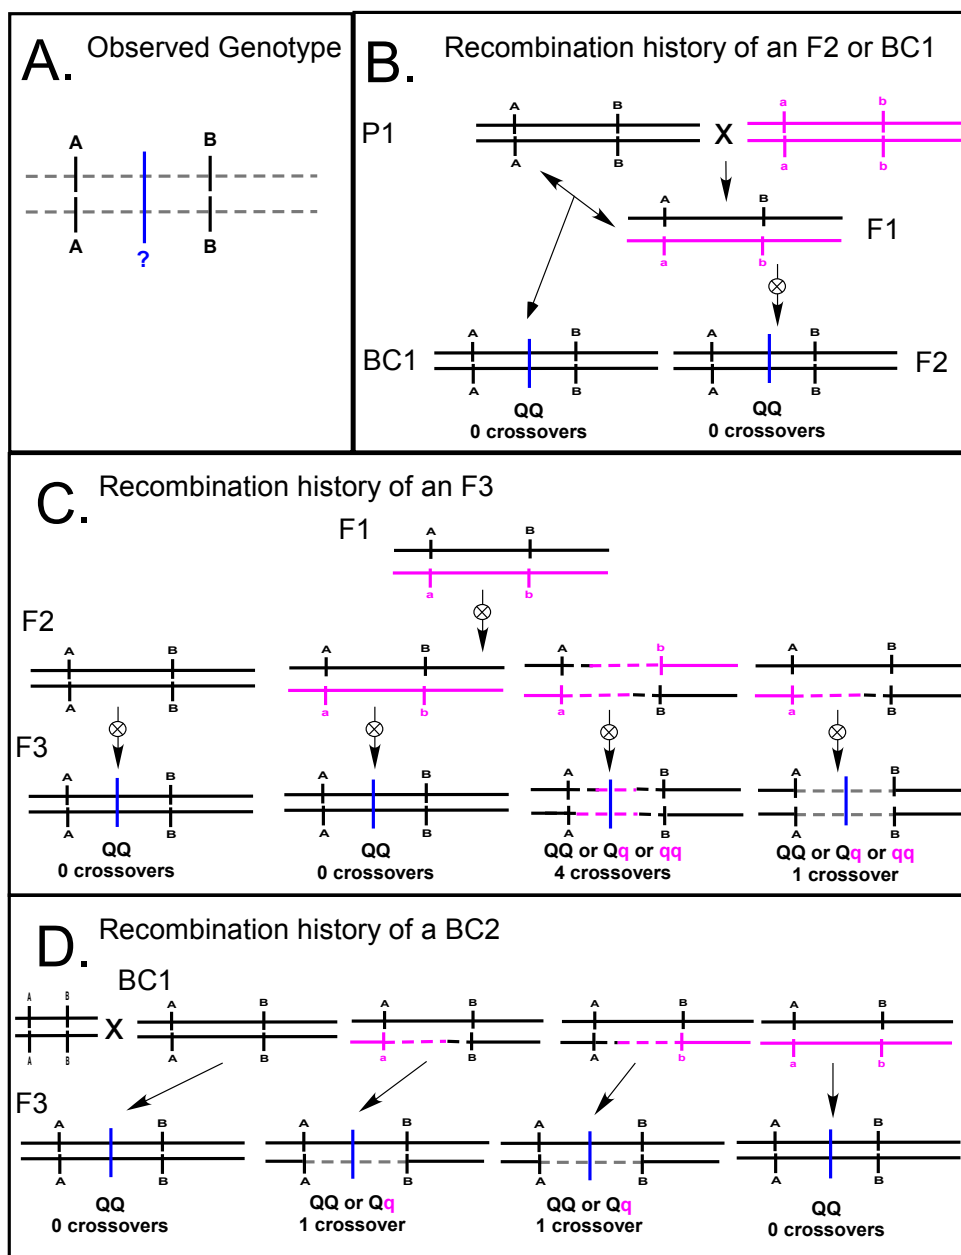 A. Observed Genotype
A B
A B
?
B. Recombination history of an F2 or BC1
P1
A B a b
X
A B a b
A B
F1
a b
A B A B
BC1 F2
A B A B
QQ QQ
0 crossovers 0 crossovers
C. Recombination history of an F3
F1
A B
a b
F2
A B A B A b A B
A B a b a B a B
F3
A B A B A B A B
A B A B A B A B
QQ QQ QQ or Qq or qq QQ or Qq or qq
0 crossovers 0 crossovers 4 crossovers 1 crossover
D. Recombination history of a BC2
BC1
A B A B A B A B A B
X
A B A B a B A b a b
F3
A B A B A B A B
A B A B A B A B
QQ QQ or Qq QQ or Qq QQ
0 crossovers 1 crossover 1 crossover 0 crossovers